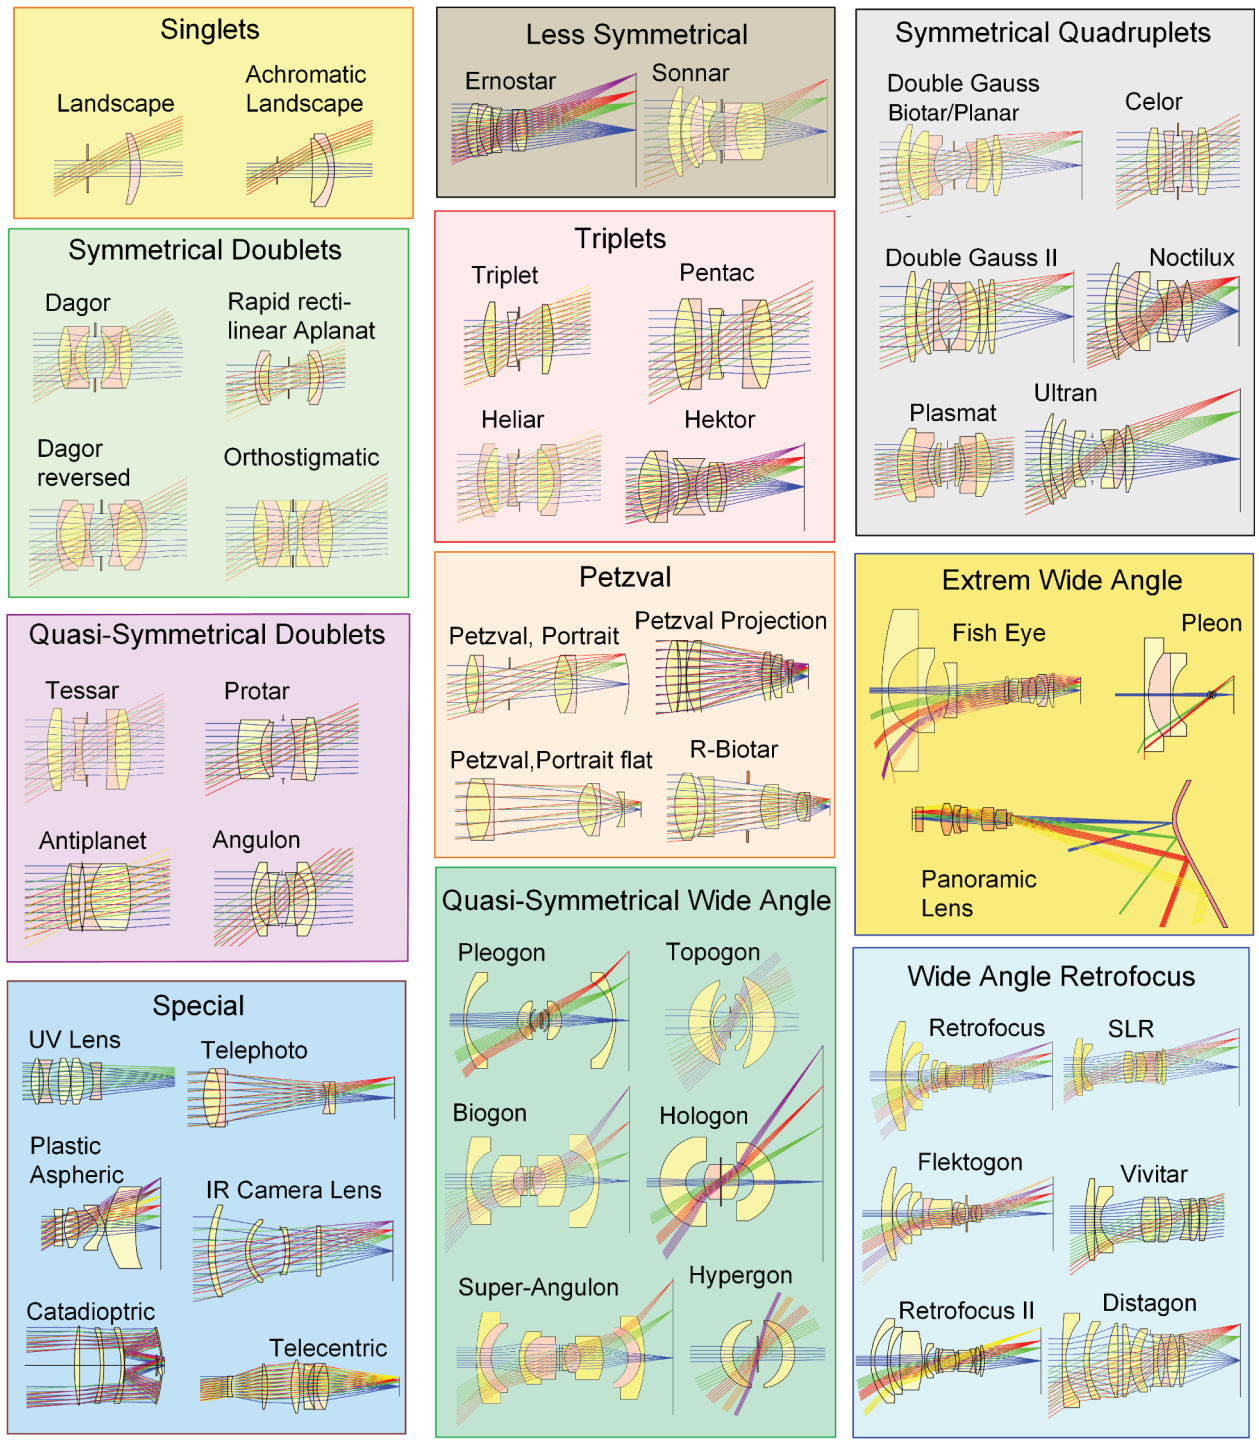 Singlets
Landscape
Achromatic
Landscape
Symmetrical Doublets
Dagor
Rapid recti-
linear Aplanat
Dagor
reversed
Orthostigmatic
Quasi-Symmetrical Doublets
Tessar
Protar
Antiplanet
Angulon
Special
UV Lens
Telephoto
Plastic
Aspheric
IR Camera Lens
Catadioptric
Telecentric
Less Symmetrical
Ernostar
Sonnar
Triplets
Triplet
Pentac
Heliar
Hektor
Petzval
Petzval, Portrait
Petzval Projection
Petzval,Portrait flat
R-Biotar
Quasi-Symmetrical Wide Angle
Pleogon
Topogon
Biogon
Hologon
Super-Angulon
Hypergon
Symmetrical Quadruplets
Double Gauss
Biotar/Planar
Celor
Double Gauss II
Noctilux
Plasmat
Ultran
Extrem Wide Angle
Fish Eye
Pleon
Panoramic
Lens
Wide Angle Retrofocus
Retrofocus
SLR
Flektogon
Vivitar
Retrofocus II
Distagon